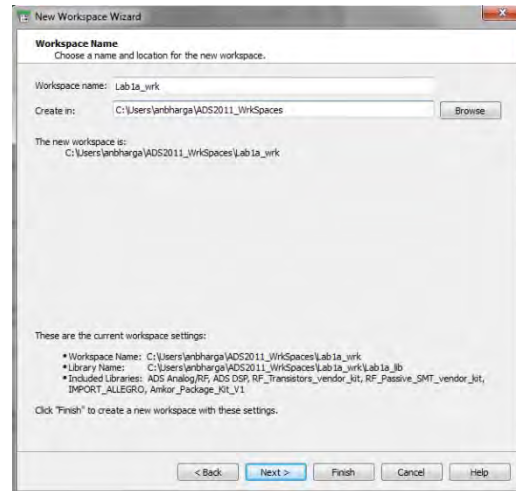 New Workspace Wizard
Workspace Name
Choose a name and location for the new workspace.
Workspace name: Lab1a_wrk
Create in: C:\Users\anbharga\ADS2011_WrkSpaces Browse
The new workspace is:
C:\Users\anbharga\ADS2011_WrkSpaces\Lab1a_wrk
These are the current workspace settings:
• Workspace Name: C:\Users\anbharga\ADS2011_WrkSpaces\Lab1a_wrk
• Library Name: C:\Users\anbharga\ADS2011_WrkSpaces\Lab1a_wrk\Lab1a_lib
• Included Libraries: ADS Analog/RF, ADS DSP, RF_Transistors_vendor_kit, RF_Passive_SMT_vendor_kit,
IMPORT_ALLEGRO, Amkor_Package_Kit_V1
Click "Finish" to create a new workspace with these settings.
< Back Next > Finish Cancel Help